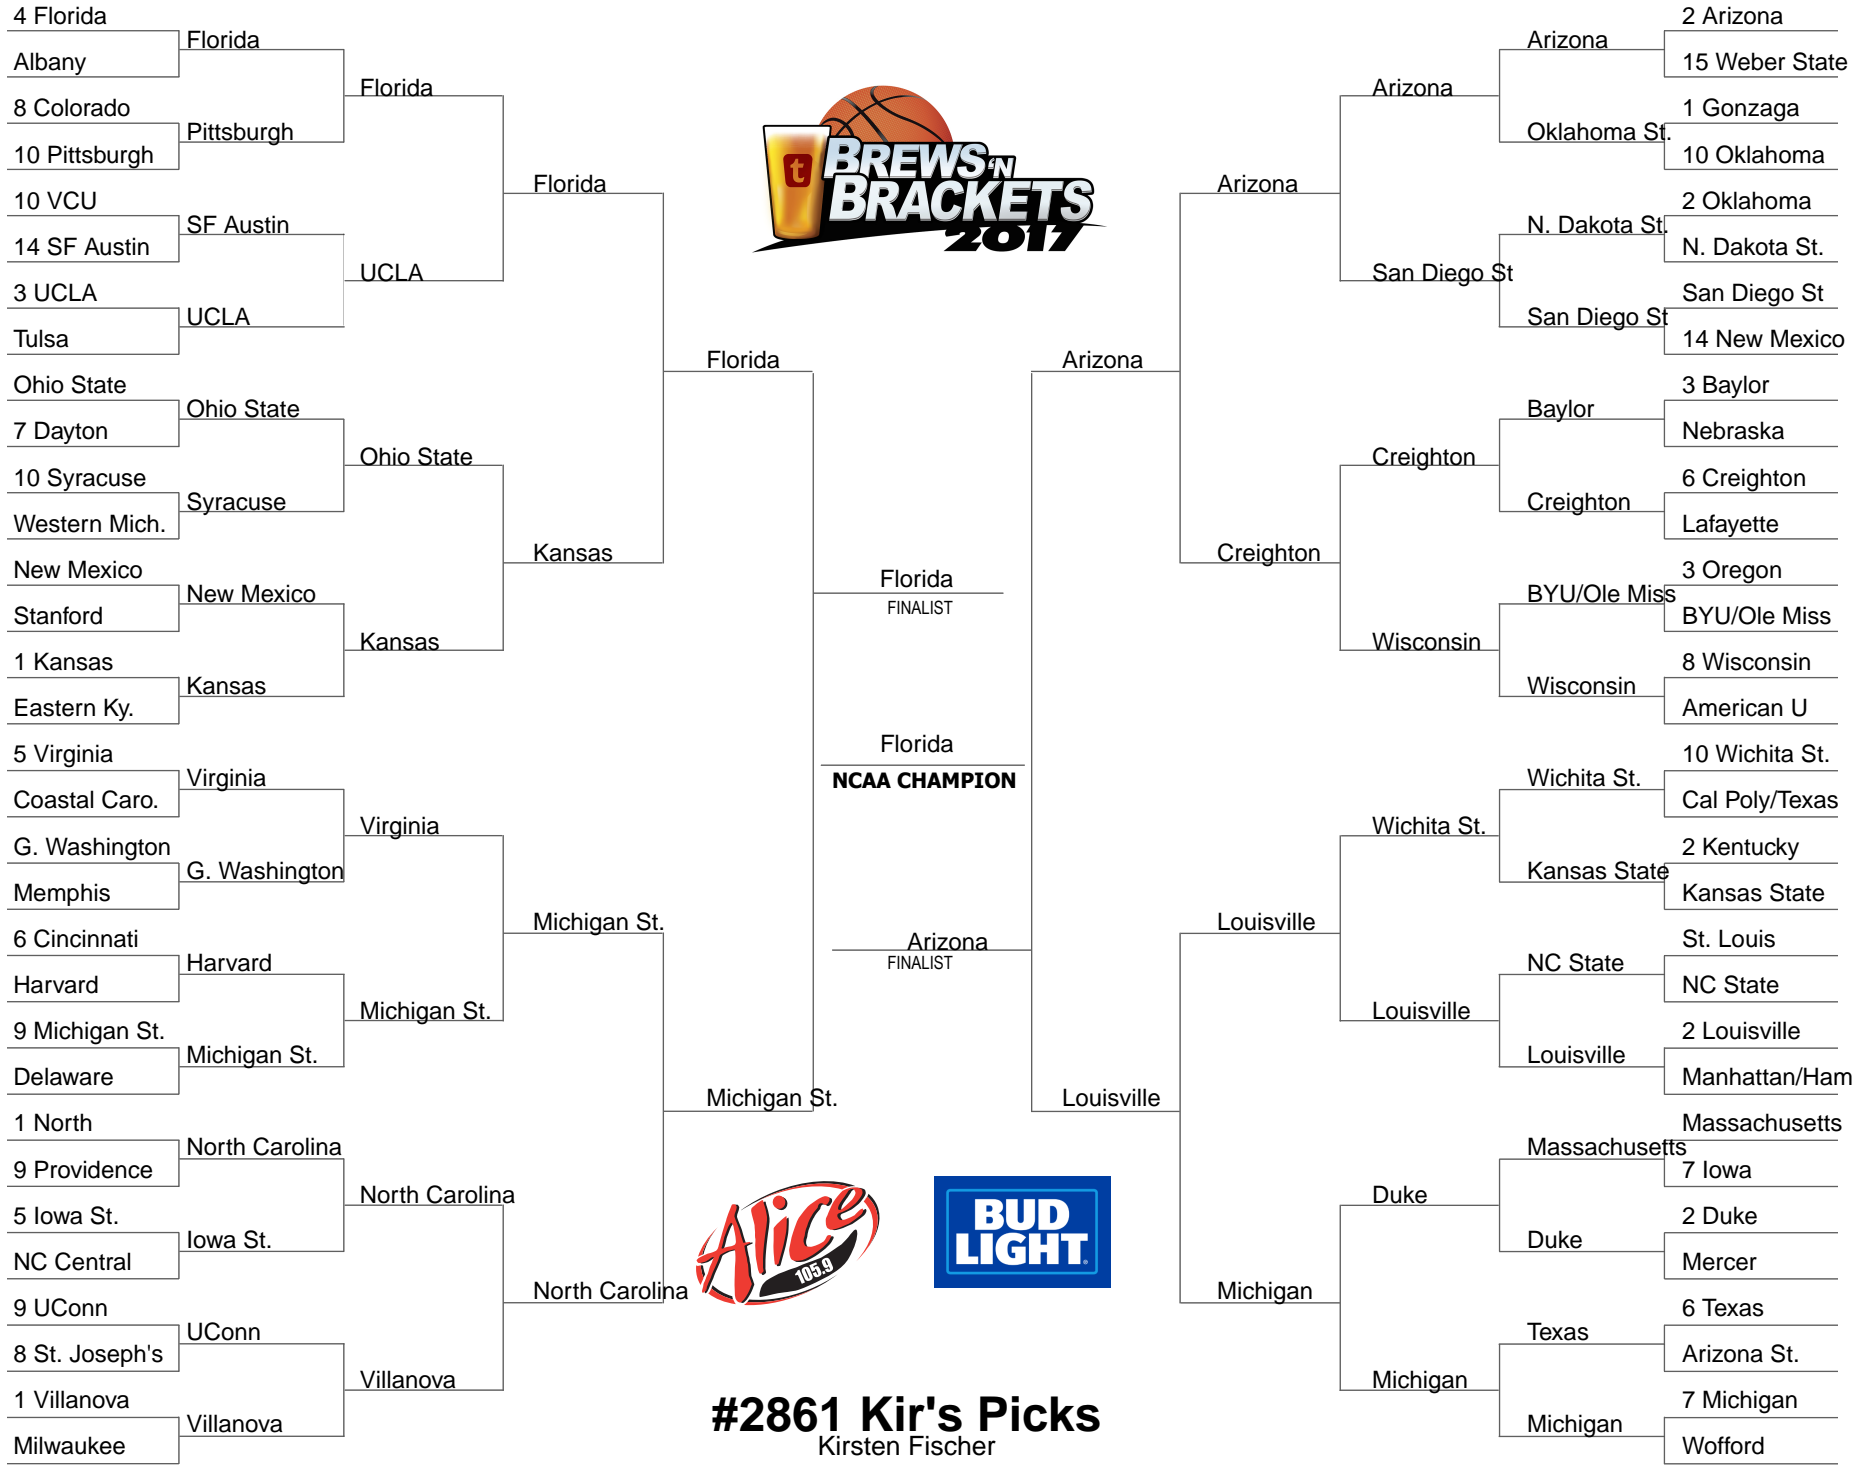 4 Florida
Albany
8 Colorado
10 Pittsburgh
10 VCU
14 SF Austin
3 UCLA
Tulsa
Ohio State
7 Dayton
10 Syracuse
Western Mich.
New Mexico
Stanford
1 Kansas
Eastern Ky.
5 Virginia
Coastal Caro.
G. Washington
Memphis
6 Cincinnati
Harvard
9 Michigan St.
Delaware
1 North
9 Providence
5 Iowa St.
NC Central
9 UConn
8 St. Joseph's
1 Villanova
Milwaukee
Florida
Pittsburgh
SF Austin
UCLA
Ohio State
Syracuse
New Mexico
Kansas
Virginia
G. Washington
Harvard
Michigan St.
North Carolina
Iowa St.
UConn
Villanova
Florida
UCLA
Ohio State
Kansas
Virginia
Michigan St.
North Carolina
Villanova
Florida
Kansas
Michigan St.
North Carolina
Florida
Michigan St.
t
BREWS 'N
BRACKETS
2017
Florida
FINALIST
Florida
NCAA CHAMPION
Arizona
FINALIST
Alice
105.9
BUD
LIGHT
#2861 Kir's Picks
Kirsten Fischer
Arizona
Louisville
Arizona
Creighton
Louisville
Michigan
Arizona
San Diego St
Creighton
Wisconsin
Wichita St.
Louisville
Duke
Michigan
Arizona
Oklahoma St.
N. Dakota St.
San Diego St
Baylor
Creighton
BYU/Ole Miss
Wisconsin
Wichita St.
Kansas State
NC State
Louisville
Massachusetts
Duke
Texas
Michigan
2 Arizona
15 Weber State
1 Gonzaga
10 Oklahoma
2 Oklahoma
N. Dakota St.
San Diego St
14 New Mexico
3 Baylor
Nebraska
6 Creighton
Lafayette
3 Oregon
BYU/Ole Miss
8 Wisconsin
American U
10 Wichita St.
Cal Poly/Texas
2 Kentucky
Kansas State
St. Louis
NC State
2 Louisville
Manhattan/Ham
Massachusetts
7 Iowa
2 Duke
Mercer
6 Texas
Arizona St.
7 Michigan
Wofford